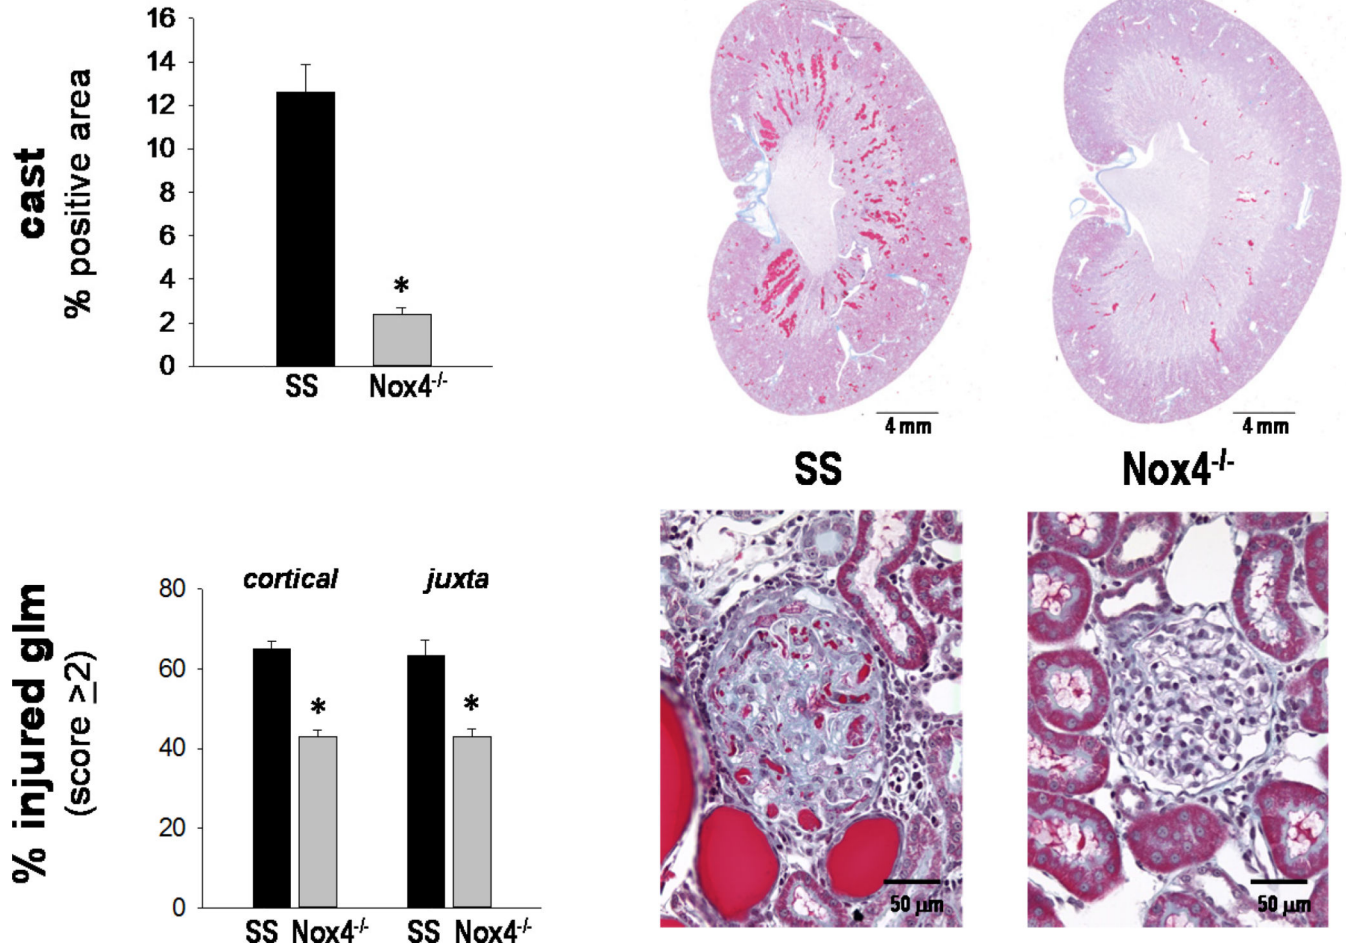 cast
% positive area
16
14
12
10
8
6
4
2
0
*
SS
Nox4-/-
4 mm
4 mm
SS
Nox4-/-
% injured glm
(score ≥2)
80
60
40
20
0
cortical
juxta
*
*
SS Nox4-/-
SS Nox4-/-
50 µm
50 µm